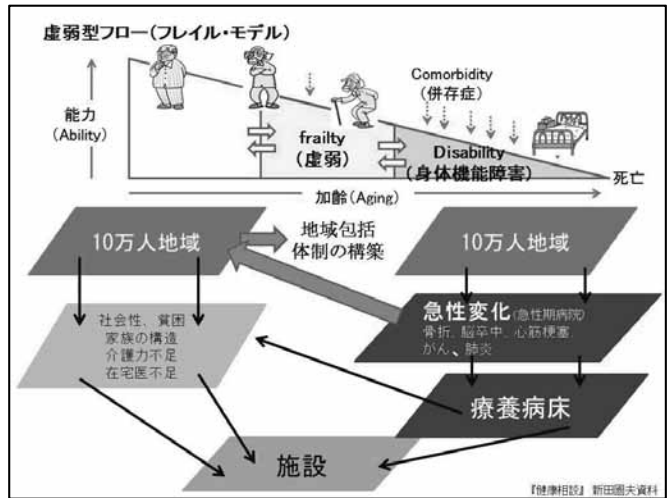 虚弱型フロー(フレイル・モデル)
能力
(Ability)
Comorbidity
(併存症)
frailty
(虚弱)
Disability
(身体機能障害)
死亡
加齢(Aging)
10万人地域
地域包括
体制の構築
10万人地域
社会性、貧困
家族の構造
介護力不足
在宅医不足
急性変化(急性期病院)
骨折、脳卒中、心筋梗塞
がん、肺炎
療養病床
施設
『健康相談』 新田國夫資料